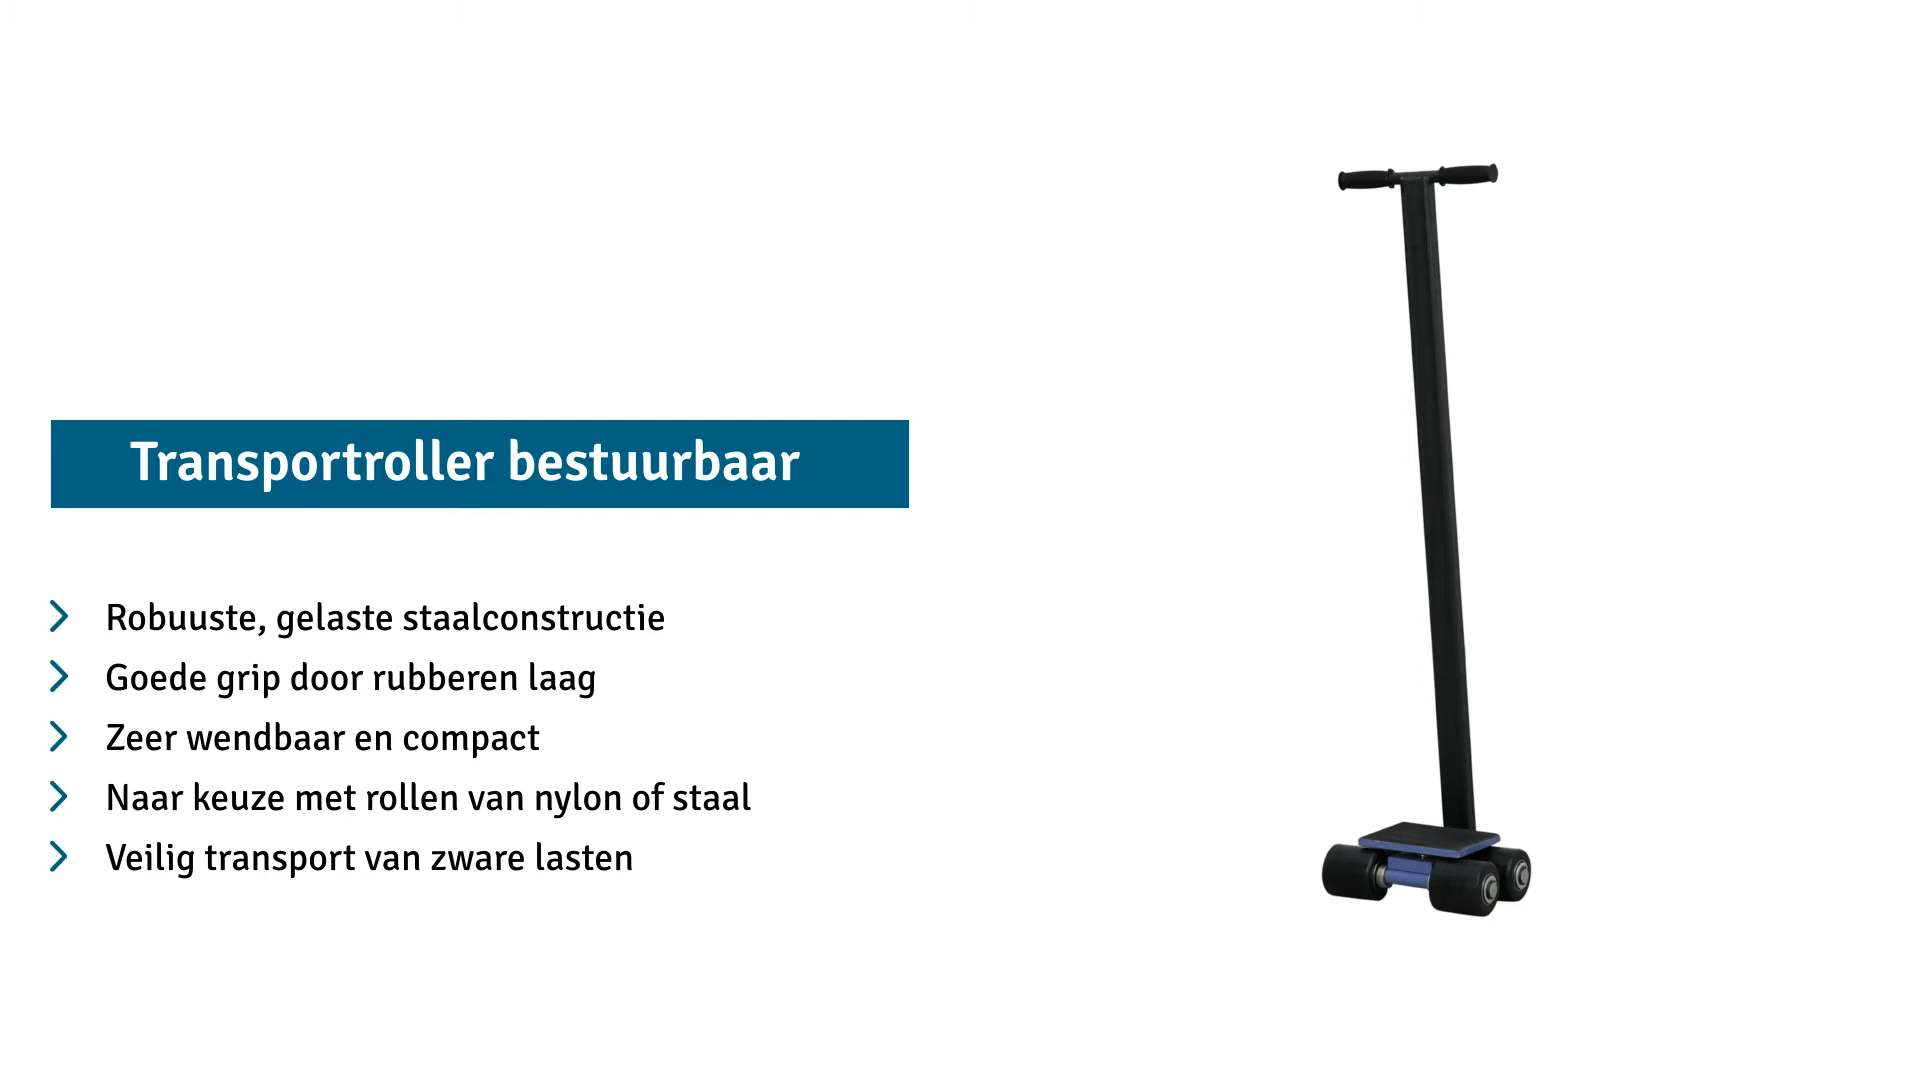 Transportroller bestuurbaar
Robuuste, gelaste staalconstructie
Goede grip door rubberen laag
Zeer wendbaar en compact
Naar keuze met rollen van nylon of staal
Veilig transport van zware lasten